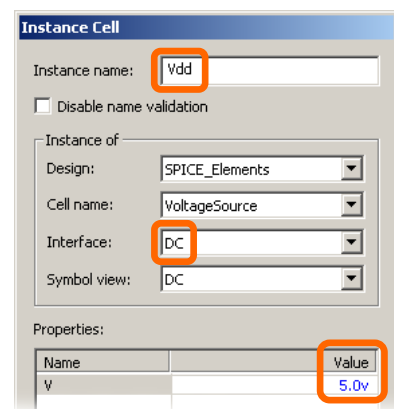 Instance Cell
Instance name: Vdd
Disable name validation
Instance of
Design: SPICE_Elements
Cell name: VoltageSource
Interface: DC
Symbol view: DC
Properties:
Name Value
V 5.0v